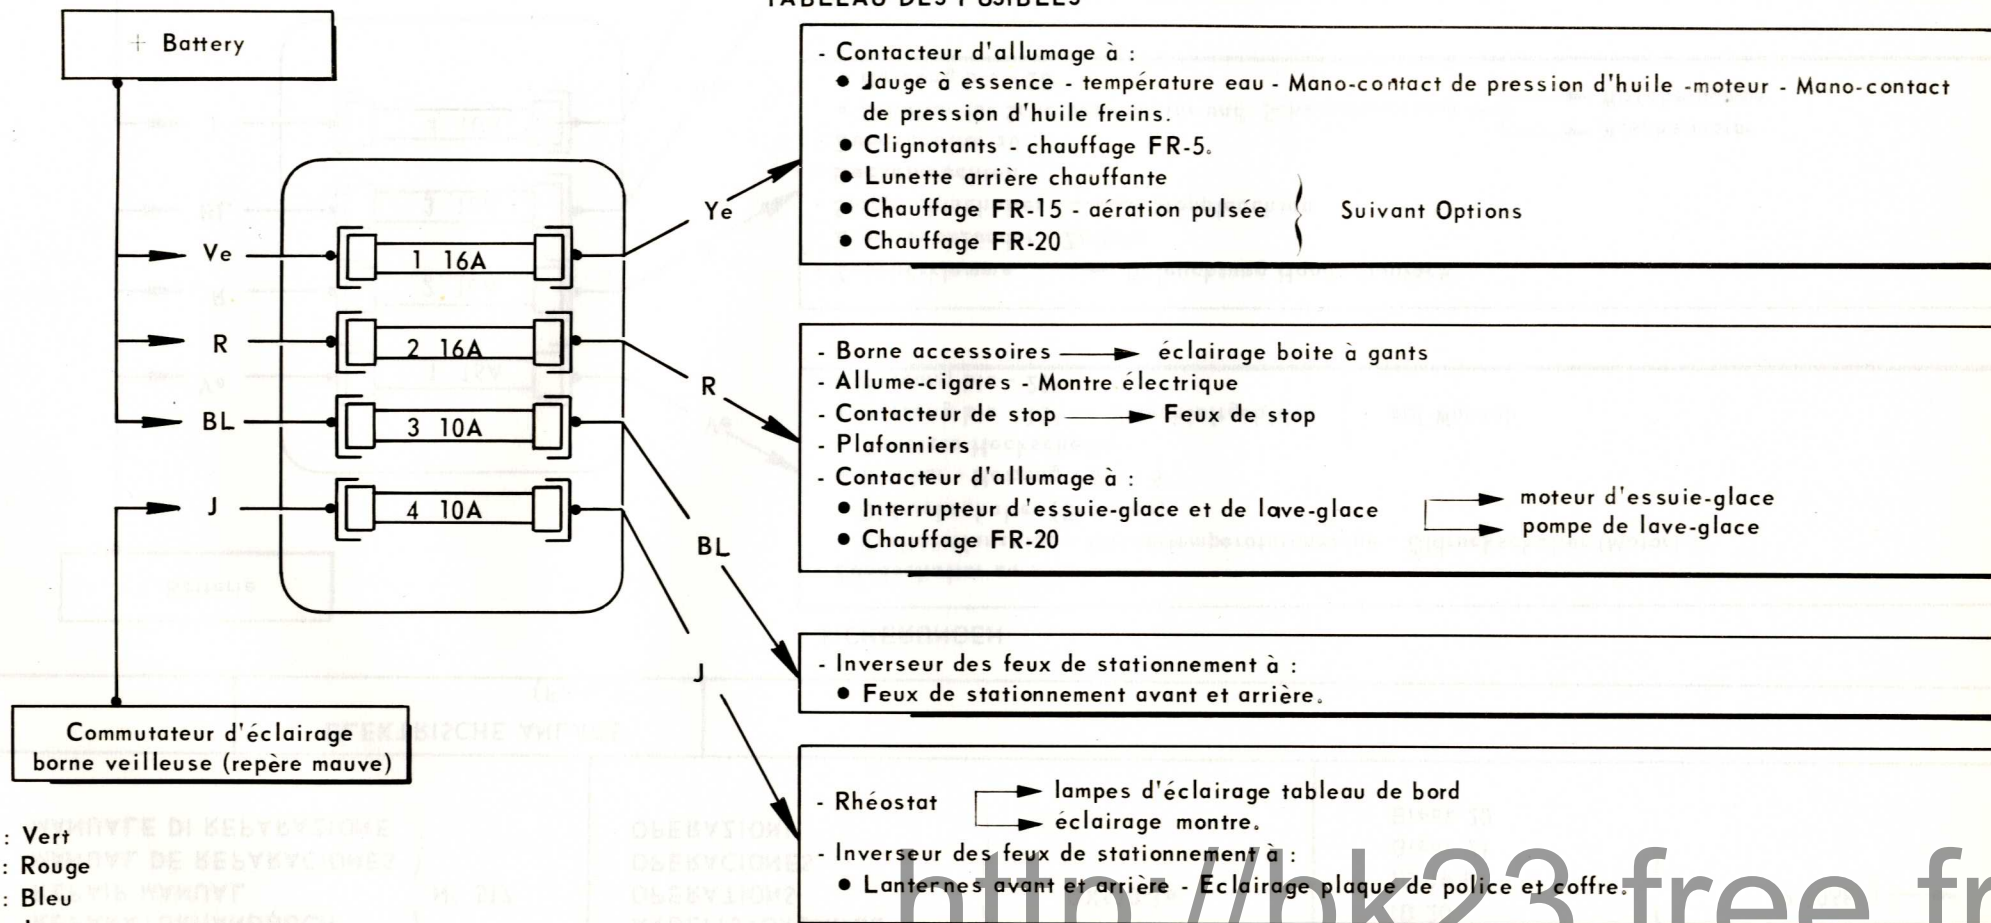 TABLEAU DES FUSIBLES
+ Battery
Ve
R
BL
J
1 16A
2 16A
3 10A
4 10A
Ye
R
BL
J
- Contacteur d'allumage à :
● Jauge à essence - température eau - Mano-contact de pression d'huile -moteur - Mano-contact
de pression d'huile freins.
● Clignotants - chauffage FR-5.
● Lunette arrière chauffante
● Chauffage FR-15 - aération pulsée } Suivant Options
● Chauffage FR-20
- Borne accessoires → éclairage boite à gants
- Allume-cigares - Montre électrique
- Contacteur de stop → Feux de stop
- Plafonniers
- Contacteur d'allumage à :
● Interrupteur d'essuie-glace et de lave-glace
● Chauffage FR-20
→ moteur d'essuie-glace
→ pompe de lave-glace
- Inverseur des feux de stationnement à :
● Feux de stationnement avant et arrière.
- Rhéostat
→ lampes d'éclairage tableau de bord
→ éclairage montre.
- Inverseur des feux de stationnement à :
● Lanternes avant et arrière - Eclairage plaque de police et coffre.
Commutateur d'éclairage
borne veilleuse (repère mauve)
: Vert
: Rouge
: Bleu
http://bk23.free.fr